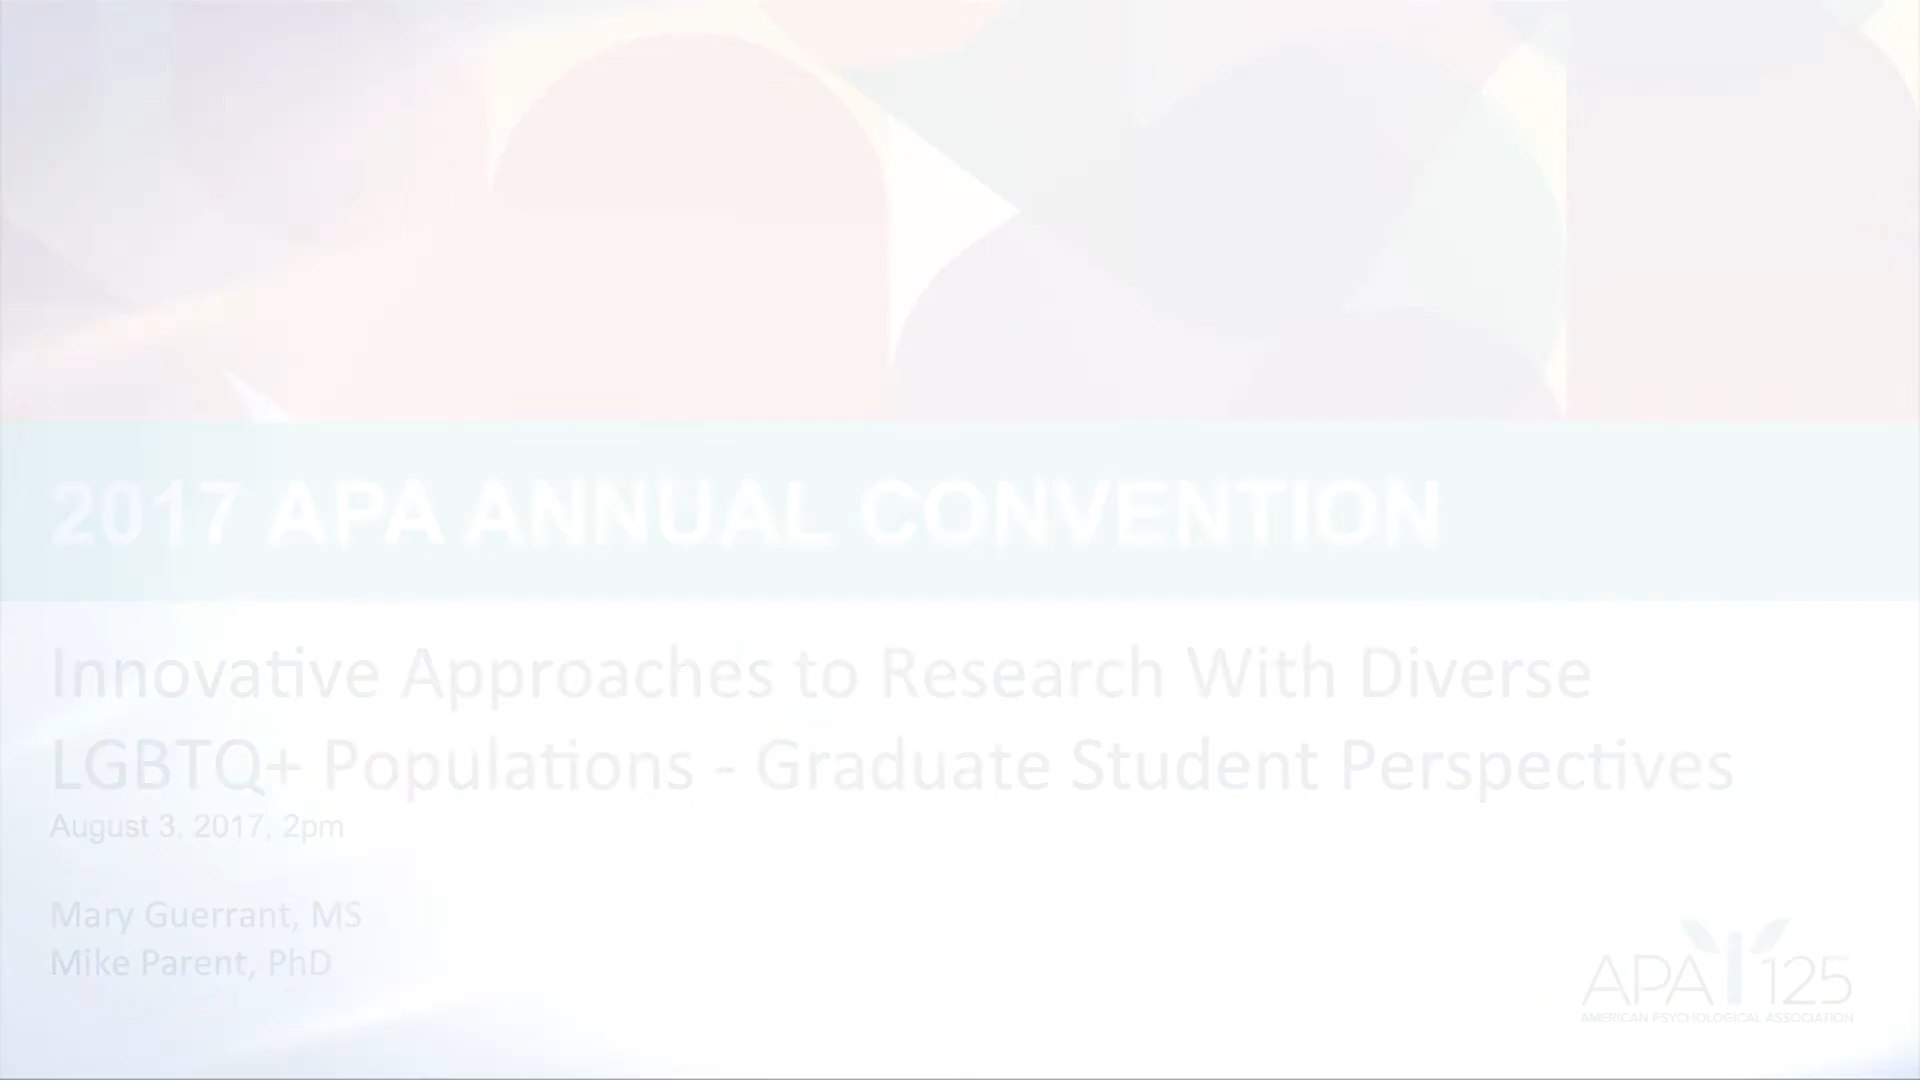 2017 APA ANNUAL CONVENTION
Innovative Approaches to Research With Diverse
LGBTQ+ Populations - Graduate Student Perspectives
August 3, 2017, 2pm
Mary Guerrant, MS
Mike Parent, PhD
APA 125
AMERICAN PSYCHOLOGICAL ASSOCIATION